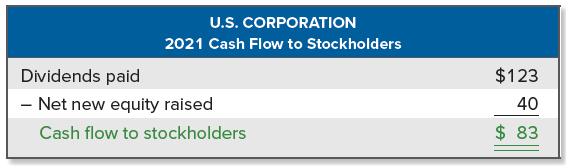 U.S. CORPORATION
2021 Cash Flow to Stockholders
Dividends paid $123
– Net new equity raised 40
Cash flow to stockholders $ 83